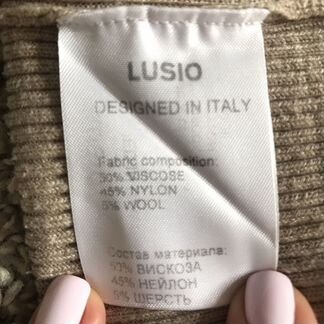 LUSIO
DESIGNED IN ITALY
Fabric composition:
50% VISCOSE
45% NYLON
5% WOOL
Состав материала:
50% ВИСКОЗА
45% НЕЙЛОН
5% ШЕРСТЬ